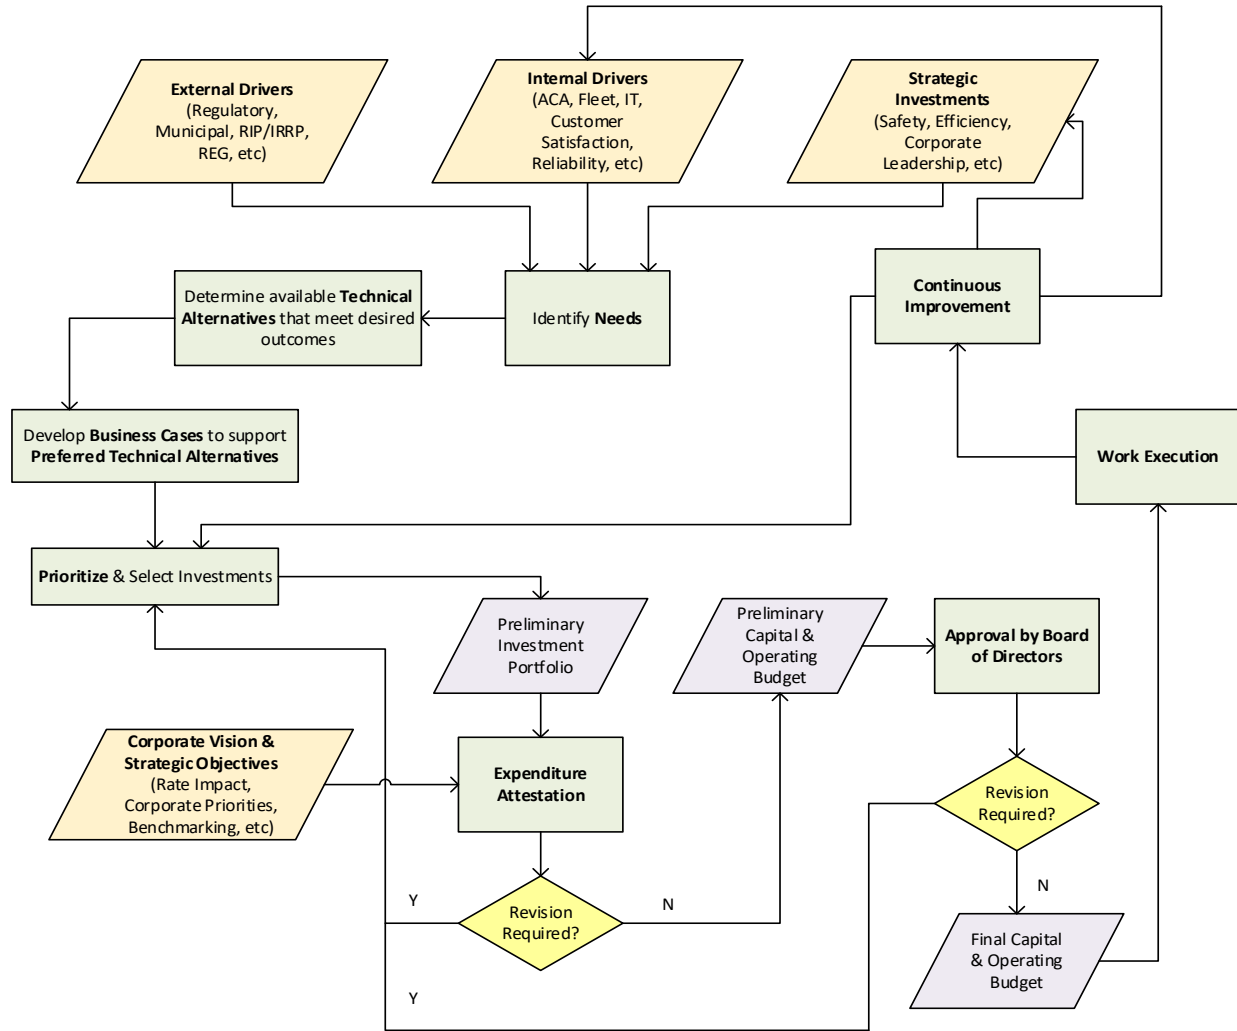 External Drivers
(Regulatory,
Municipal, RIP/IRRP,
REG, etc)
Internal Drivers
(ACA, Fleet, IT,
Customer
Satisfaction,
Reliability, etc)
Strategic
Investments
(Safety, Efficiency,
Corporate
Leadership, etc)
Determine available Technical
Alternatives that meet desired
outcomes
Identify Needs
Continuous
Improvement
Develop Business Cases to support
Preferred Technical Alternatives
Work Execution
Prioritize & Select Investments
Preliminary
Investment
Portfolio
Preliminary
Capital &
Operating
Budget
Approval by Board
of Directors
Corporate Vision &
Strategic Objectives
(Rate Impact,
Corporate Priorities,
Benchmarking, etc)
Expenditure
Attestation
Revision
Required?
Y
Revision
Required?
N
N
Final Capital
& Operating
Budget
Y